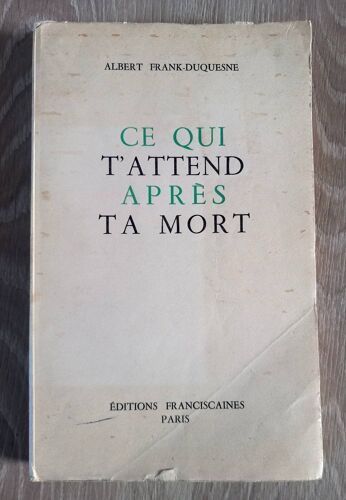 ALBERT FRANK-DUQUESNE
CE QUI
T'ATTEND
APRÈS
TA MORT
ÉDITIONS FRANCISCAINES
PARIS